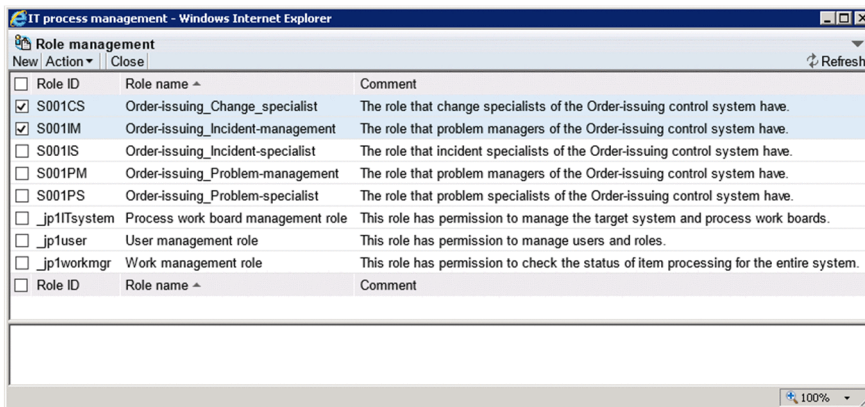 IT process management - Windows Internet Explorer
Role management
New Action Close Refresh
Role ID Role name Comment
S001CS Order-issuing_Change_specialist The role that change specialists of the Order-issuing control system have.
S001IM Order-issuing_Incident-management The role that problem managers of the Order-issuing control system have.
S001IS Order-issuing_Incident-specialist The role that incident specialists of the Order-issuing control system have.
S001PM Order-issuing_Problem-management The role that problem managers of the Order-issuing control system have.
S001PS Order-issuing_Problem-specialist The role that problem specialists of the Order-issuing control system have.
_jp1ITsystem Process work board management role This role has permission to manage the target system and process work boards.
_jp1user User management role This role has permission to manage users and roles.
_jp1workmgr Work management role This role has permission to check the status of item processing for the entire system.
Role ID Role name Comment
100%